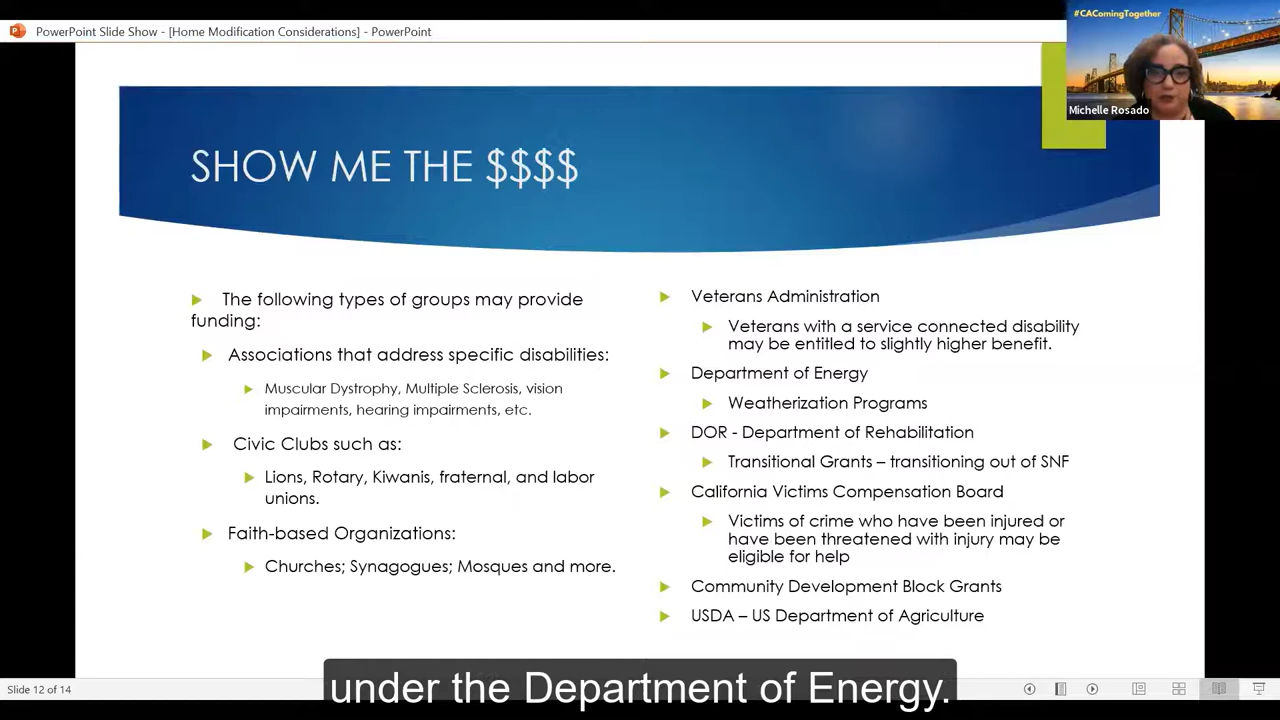 PowerPoint Slide Show - [Home Modification Considerations] - PowerPoint
#CAComingTogether
Michelle Rosado
SHOW ME THE $$$$
The following types of groups may provide
funding:
Associations that address specific disabilities:
Muscular Dystrophy, Multiple Sclerosis, vision
impairments, hearing impairments, etc.
Civic Clubs such as:
Lions, Rotary, Kiwanis, fraternal, and labor
unions.
Faith-based Organizations:
Churches; Synagogues; Mosques and more.
Veterans Administration
Veterans with a service connected disability
may be entitled to slightly higher benefit.
Department of Energy
Weatherization Programs
DOR - Department of Rehabilitation
Transitional Grants – transitioning out of SNF
California Victims Compensation Board
Victims of crime who have been injured or
have been threatened with injury may be
eligible for help
Community Development Block Grants
USDA – US Department of Agriculture
under the Department of Energy.
Slide 12 of 14